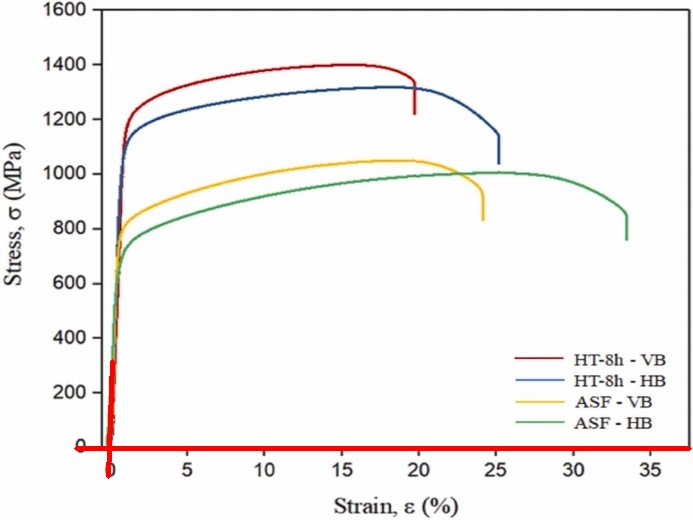 1600
1400
1200
1000
800
600
400
200
0
Stress, σ (MPa)
HT-8h - VB
HT-8h - HB
ASF - VB
ASF - HB
0 5 10 15 20 25 30 35
Strain, ε (%)